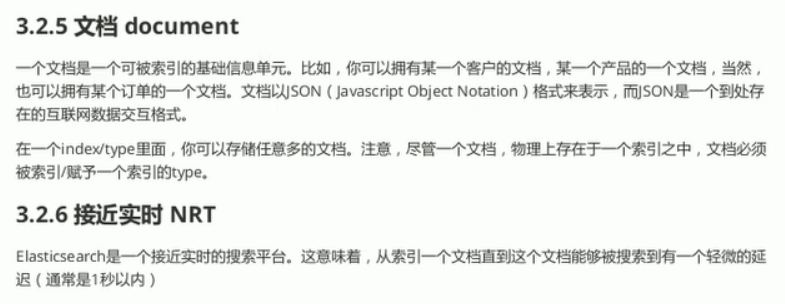 3.2.5 文档 document
一个文档是一个可被索引的基础信息单元。比如，你可以拥有某一个客户的文档，某一个产品的一个文档，当然，
也可以拥有某个订单的一个文档。文档以JSON（Javascript Object Notation）格式来表示，而JSON是一个到处存
在的互联网数据交互格式。
在一个index/type里面，你可以存储任意多的文档。注意，尽管一个文档，物理上存在于一个索引之中，文档必须
被索引/赋予一个索引的type。
3.2.6 接近实时 NRT
Elasticsearch是一个接近实时的搜索平台。这意味着，从索引一个文档直到这个文档能够被搜索到有一个轻微的延
迟（通常是1秒以内）